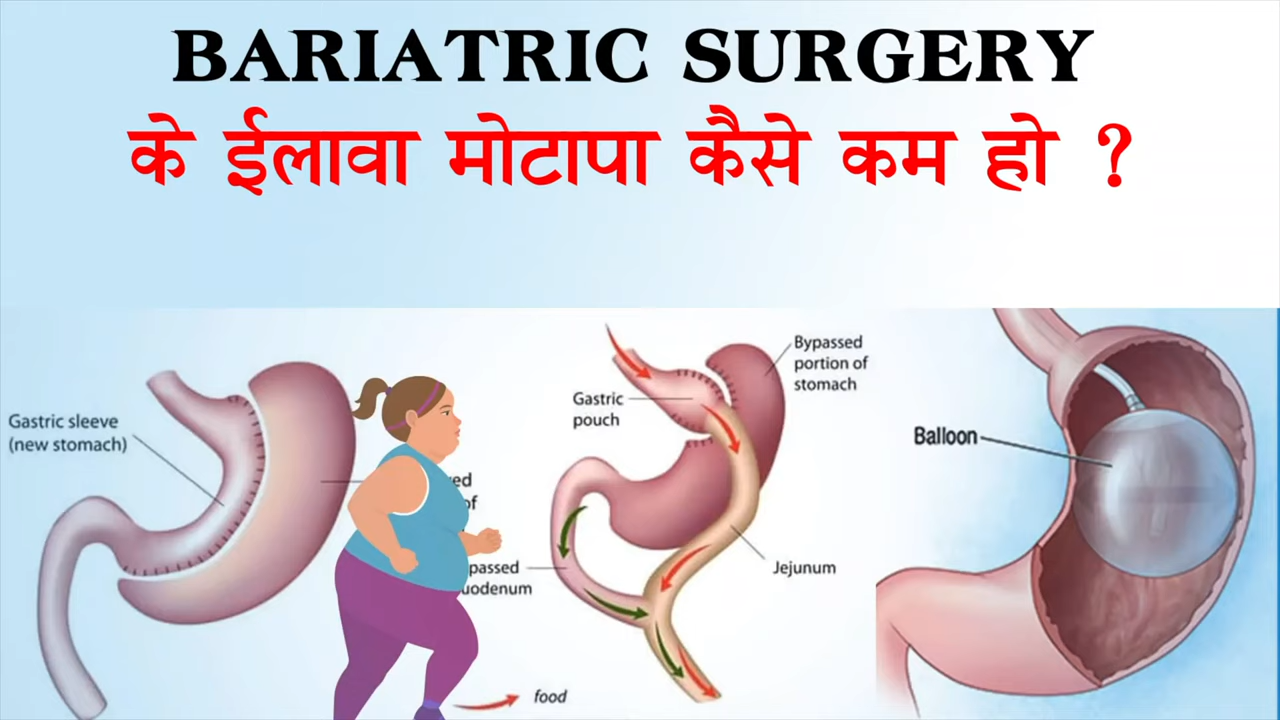 BARIATRIC SURGERY
के ईलावा मोटापा कैसे कम हो ?
Gastric sleeve
(new stomach)
Gastric
pouch
Bypassed
portion of
stomach
Jejunum
food
Balloon